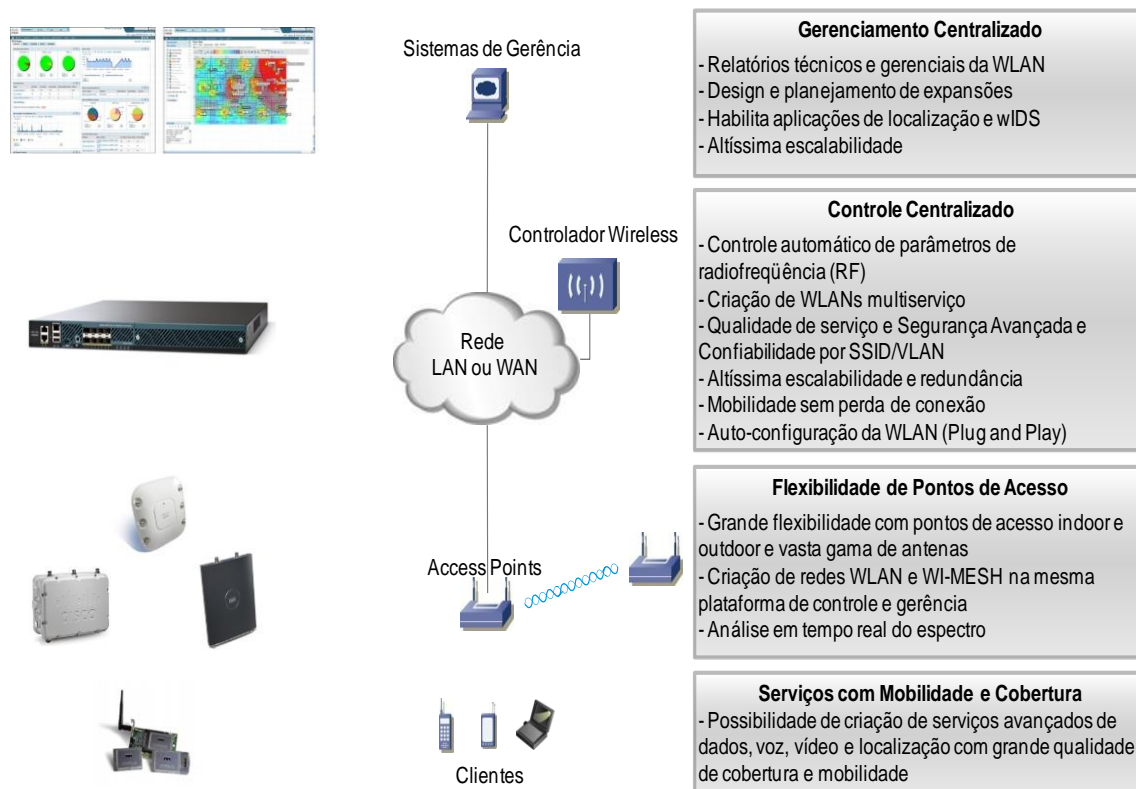 Sistemas de Gerência
Gerenciamento Centralizado
- Relatórios técnicos e gerenciais da WLAN
- Design e planejamento de expansões
- Habilita aplicações de localização e wIDS
- Altíssima escalabilidade
Controlador Wireless
Rede
LAN ou WAN
Controle Centralizado
- Controle automático de parâmetros de
radiofreqüência (RF)
- Criação de WLANs multiserviço
- Qualidade de serviço e Segurança Avançada e
Confiabilidade por SSID/VLAN
- Altíssima escalabilidade e redundância
- Mobilidade sem perda de conexão
- Auto-configuração da WLAN (Plug and Play)
Access Points
Flexibilidade de Pontos de Acesso
- Grande flexibilidade com pontos de acesso indoor e
outdoor e vasta gama de antenas
- Criação de redes WLAN e WI-MESH na mesma
plataforma de controle e gerência
- Análise em tempo real do espectro
Clientes
Serviços com Mobilidade e Cobertura
- Possibilidade de criação de serviços avançados de
dados, voz, vídeo e localização com grande qualidade
de cobertura e mobilidade